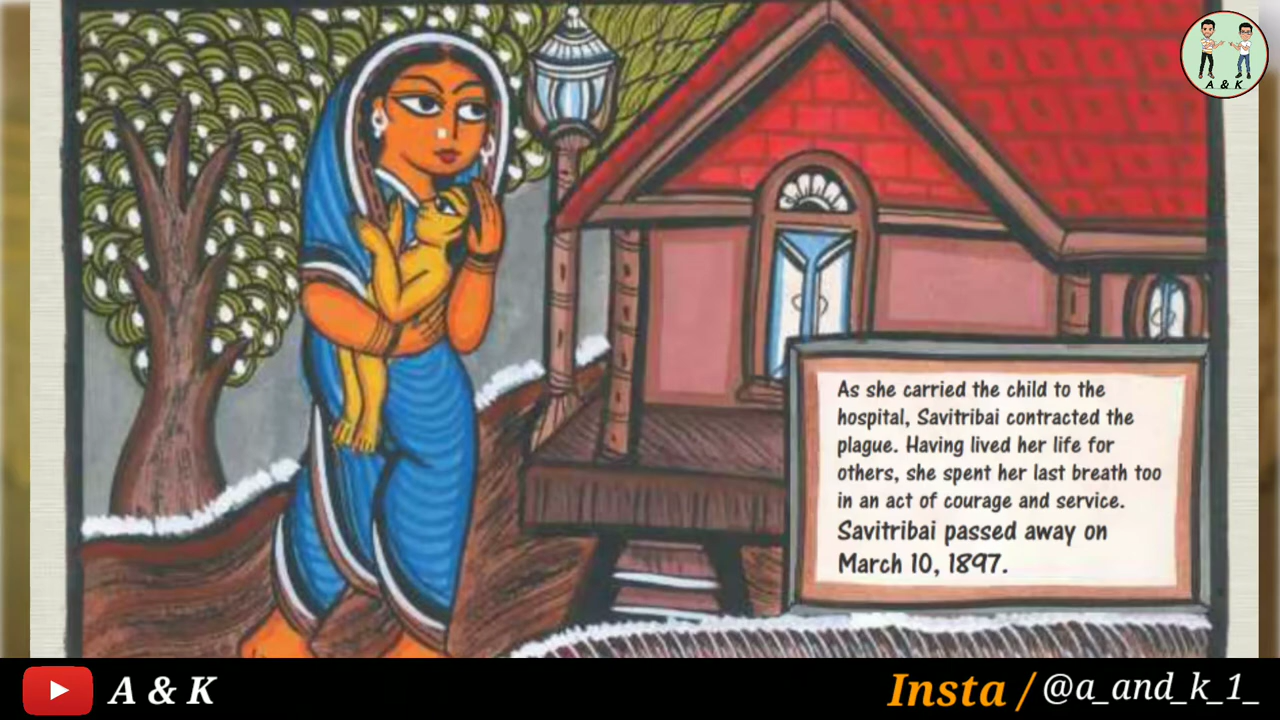 A & K
As she carried the child to the
hospital, Savitribai contracted the
plague. Having lived her life for
others, she spent her last breath too
in an act of courage and service.
Savitribai passed away on
March 10, 1897.
A & K
Insta / @a_and_k_1_